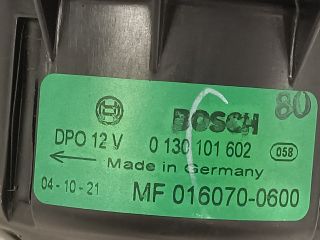 BOSCH 80
DPO 12 V 0 130 101 602 058
Made in Germany
04-10-21 MF 016070-0600